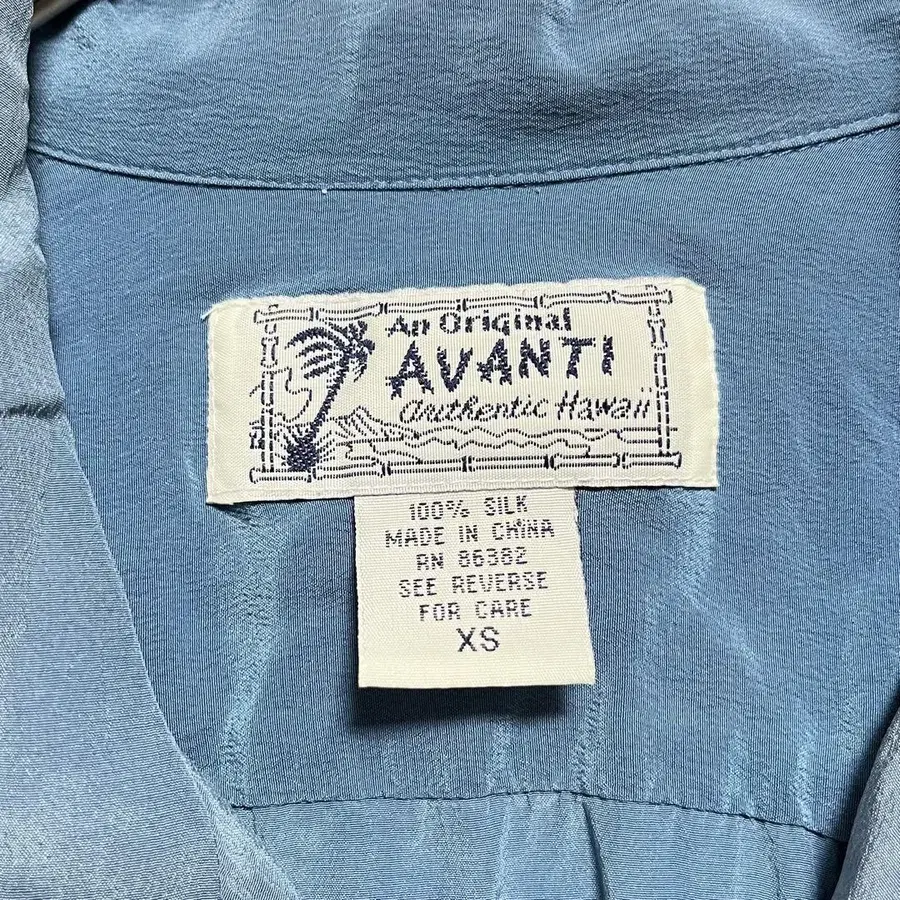 An Original
AVANTI
authentic Hawaii
100% SILK
MADE IN CHINA
RN 86382
SEE REVERSE
FOR CARE
XS